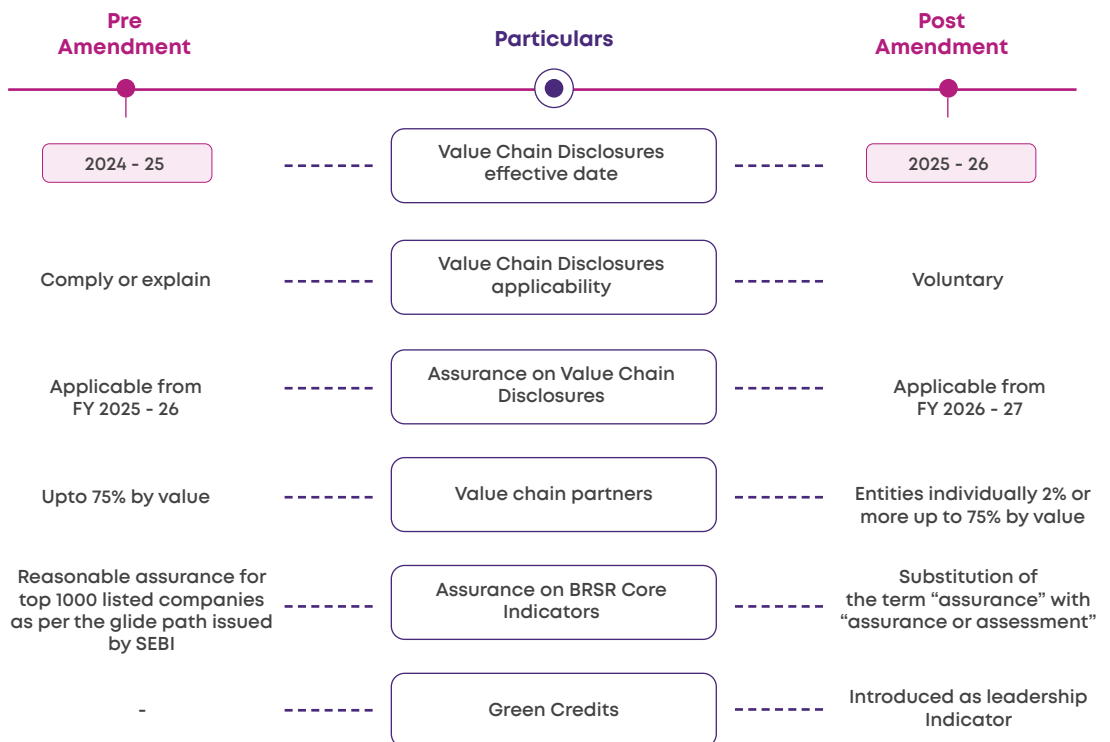 Pre
Amendment
Particulars
Post
Amendment
2024 - 25
Value Chain Disclosures
effective date
2025 - 26
Comply or explain
Value Chain Disclosures
applicability
Voluntary
Applicable from
FY 2025 - 26
Assurance on Value Chain
Disclosures
Applicable from
FY 2026 - 27
Upto 75% by value
Value chain partners
Entities individually 2% or
more up to 75% by value
Reasonable assurance for
top 1000 listed companies
as per the glide path issued
by SEBI
Assurance on BRSR Core
Indicators
Substitution of
the term “assurance” with
“assurance or assessment”
-
Green Credits
Introduced as leadership
Indicator